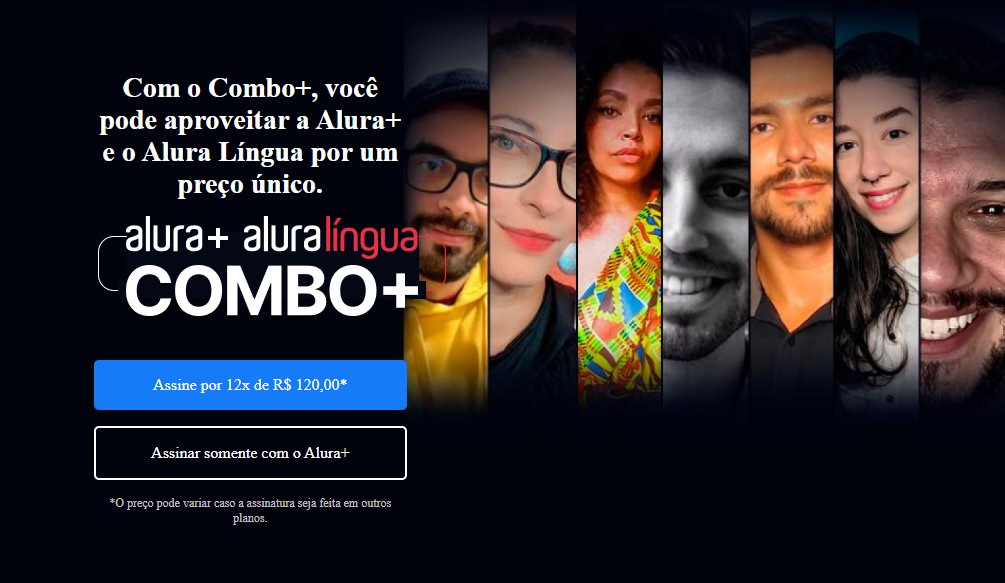 Com o Combo+, você
pode aproveitar a Alura+
e o Alura Língua por um
preço único.
alura+ aluralíngua
COMBO+
Assine por 12x de R$ 120,00*
Assinar somente com o Alura+
*O preço pode variar caso a assinatura seja feita em outros
planos.